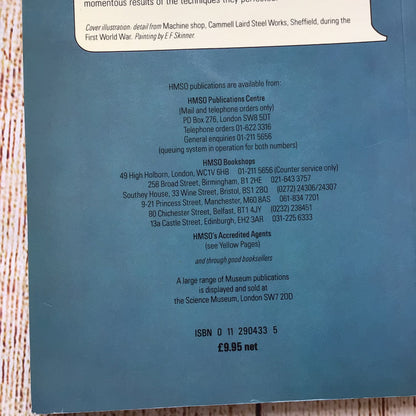 momentous results of the techniques they perfected.
Cover illustration: detail from Machine shop, Cammell Laird Steel Works, Sheffield, during the
First World War. Painting by E F Skinner.
HMSO publications are available from:
HMSO Publications Centre
(Mail and telephone orders only)
PO Box 276, London SW8 5DT
Telephone orders 01-622 3316
General enquiries 01-211 5656
(queuing system in operation for both numbers)
HMSO Bookshops
49 High Holborn, London, WC1V 6HB 01-211 5656 (Counter service only)
258 Broad Street, Birmingham, B1 2HE 021-643 3757
Southey House, 33 Wine Street, Bristol, BS1 2BQ (0272) 24306/24307
9-21 Princess Street, Manchester, M60 8AS 061-834 7201
80 Chichester Street, Belfast, BT1 4JY (0232) 238451
13a Castle Street, Edinburgh, EH2 3AR 031-225 6333
HMSO's Accredited Agents
(see Yellow Pages)
and through good booksellers
A large range of Museum publications
is displayed and sold at
the Science Museum, London SW7 2DD
ISBN 0 11 290433 5
£9.95 net